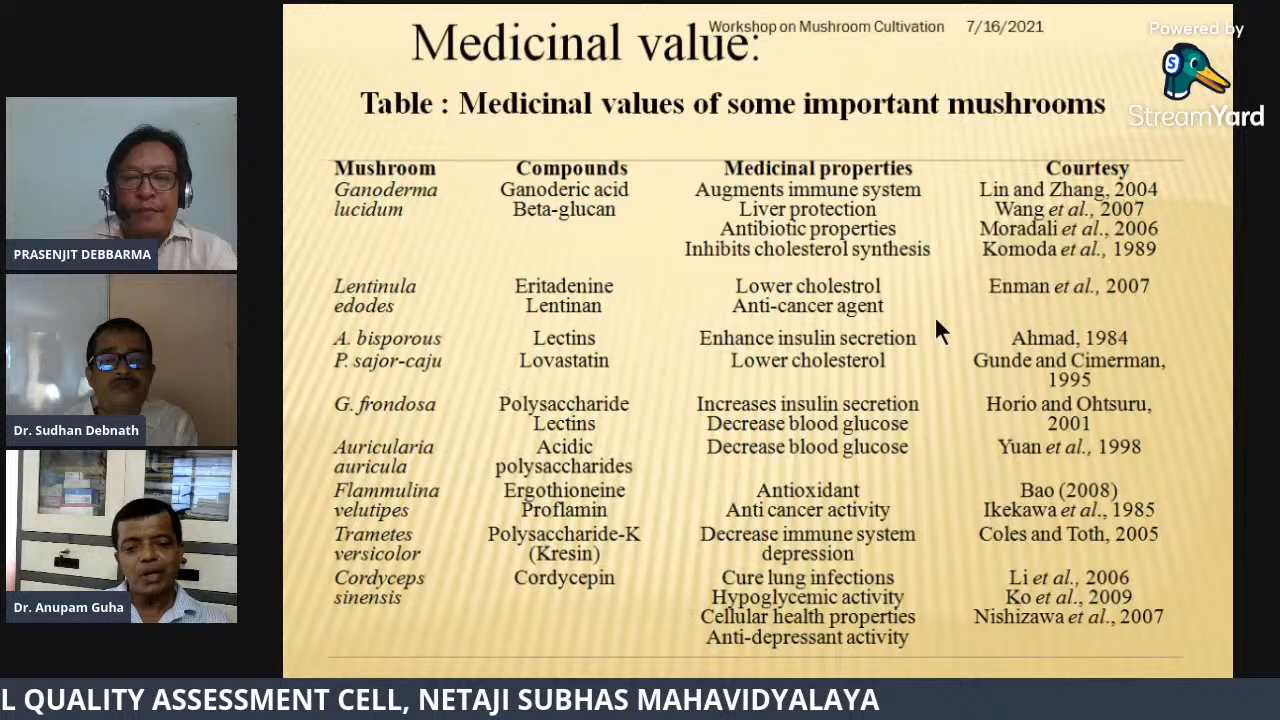 Workshop on Mushroom Cultivation 7/16/2021
Powered by
StreamYard
Medicinal value:
Table : Medicinal values of some important mushrooms
Mushroom Compounds Medicinal properties Courtesy
Ganoderma Ganoderic acid Augments immune system Lin and Zhang, 2004
lucidum Beta-glucan Liver protection Wang et al., 2007
Antibiotic properties Moradali et al., 2006
Inhibits cholesterol synthesis Komoda et al., 1989
Lentinula Eritadenine Lower cholestrol Enman et al., 2007
edodes Lentinan Anti-cancer agent
A. bisporous Lectins Enhance insulin secretion Ahmad, 1984
P. sajor-caju Lovastatin Lower cholesterol Gunde and Cimerman,
1995
G. frondosa Polysaccharide Increases insulin secretion Horio and Ohtsuru,
Lectins Decrease blood glucose 2001
Auricularia Acidic Decrease blood glucose Yuan et al., 1998
auricula polysaccharides
Flammulina Ergothioneine Antioxidant Bao (2008)
velutipes Proflamin Anti cancer activity Ikekawa et al., 1985
Trametes Polysaccharide-K Decrease immune system Coles and Toth, 2005
versicolor (Kresin) depression
Cordyceps Cordycepin Cure lung infections Li et al., 2006
sinensis Hypoglycemic activity Ko et al., 2009
Cellular health properties Nishizawa et al., 2007
Anti-depressant activity
PRASENJIT DEBBARMA
Dr. Sudhan Debnath
Dr. Anupam Guha
L QUALITY ASSESSMENT CELL, NETAJI SUBHAS MAHAVIDYALAYA